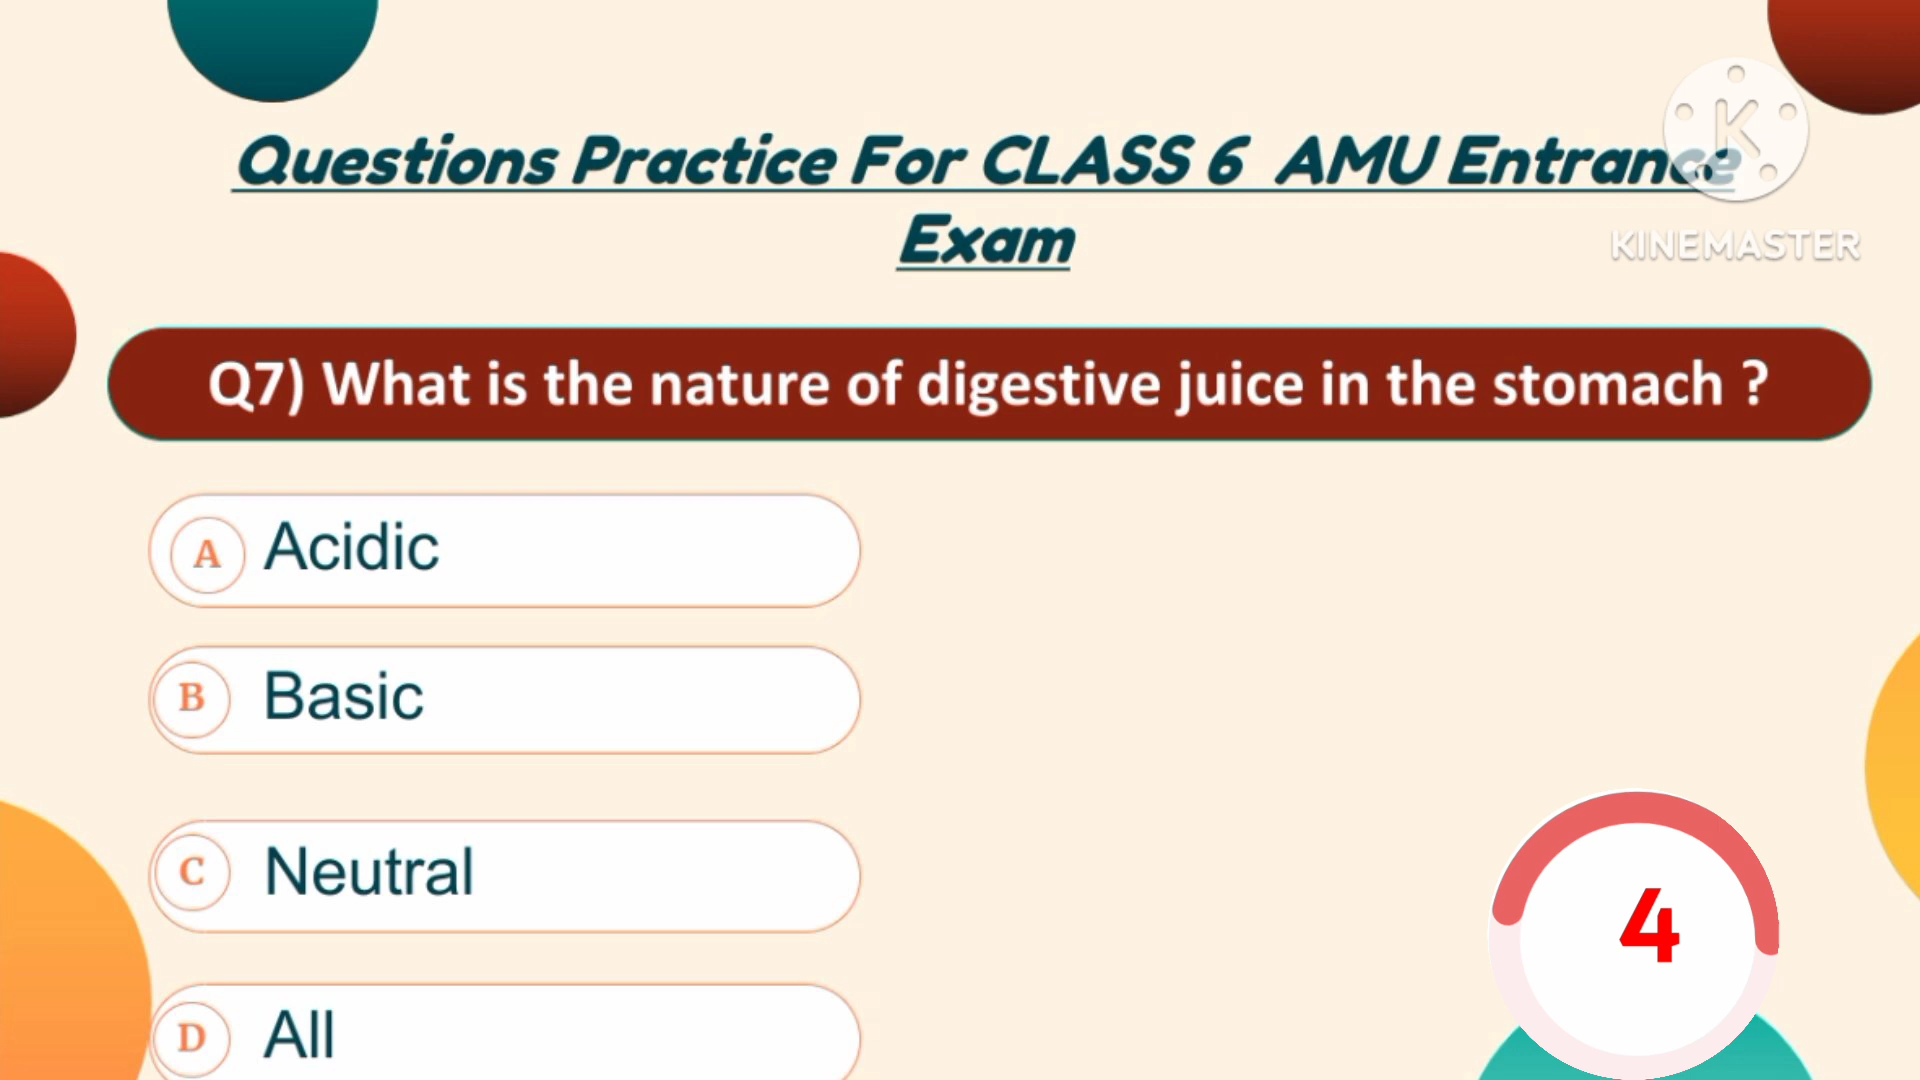 Questions Practice For CLASS 6 AMU Entrance
Exam
K
KINEMASTER
Q7) What is the nature of digestive juice in the stomach ?
A Acidic
B Basic
C Neutral
D All
4